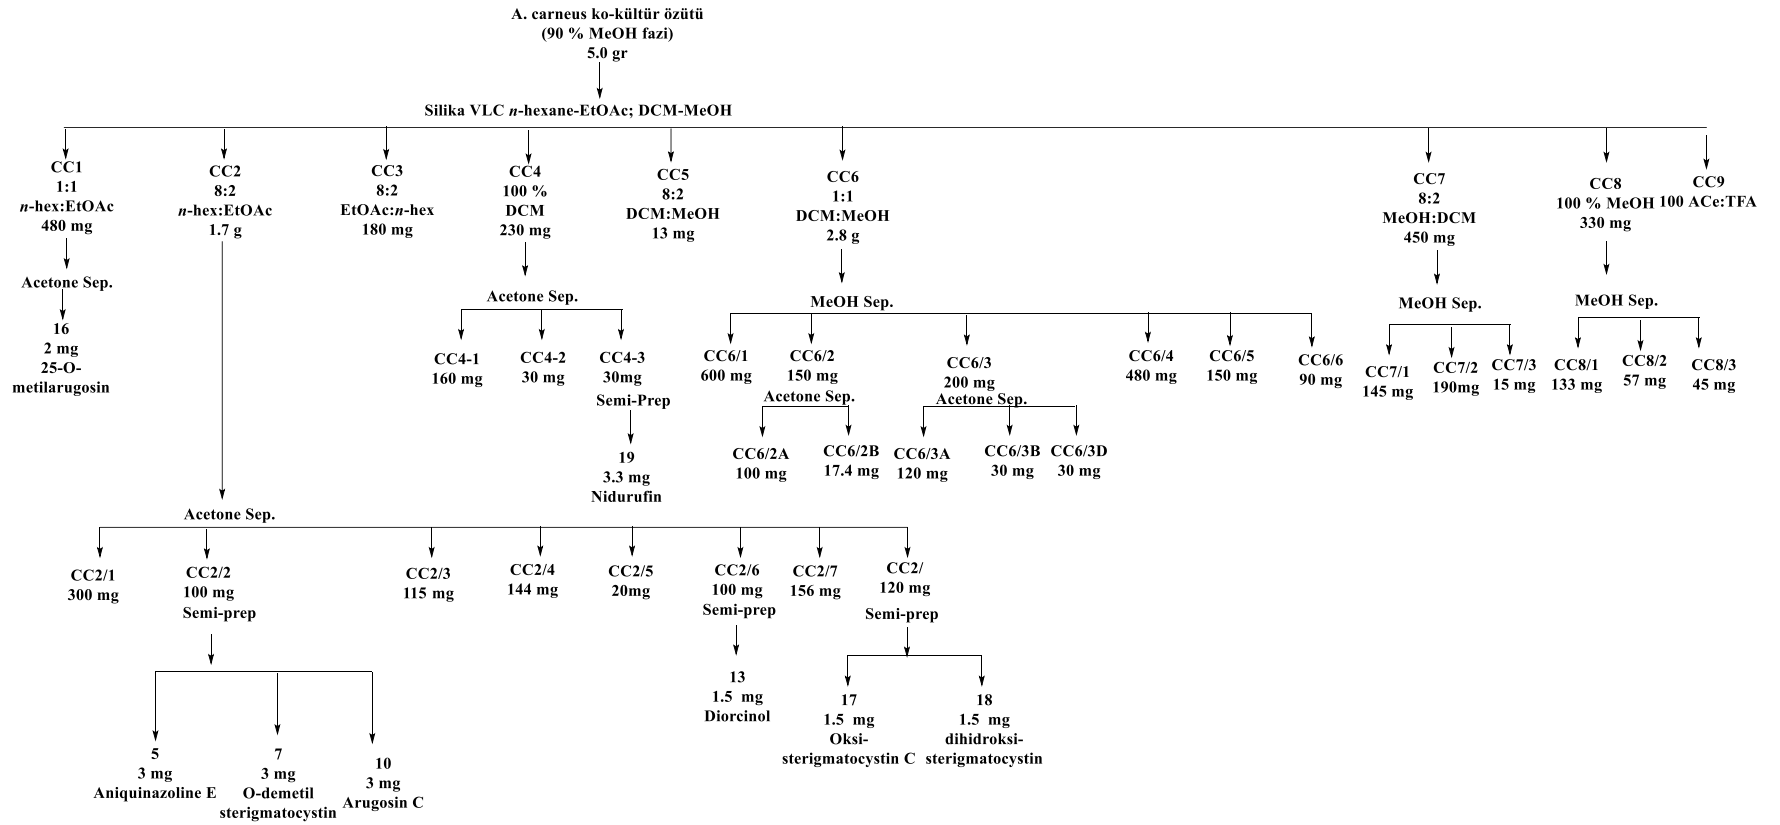 A. carneus ko-kültür özütü
(90 % MeOH fazi)
5.0 gr
Silika VLC n-hexane-EtOAc; DCM-MeOH
CC1
1:1
n-hex:EtOAc
480 mg
CC2
8:2
n-hex:EtOAc
1.7 g
CC3
8:2
EtOAc:n-hex
180 mg
CC4
100 %
DCM
230 mg
CC5
8:2
DCM:MeOH
13 mg
CC6
1:1
DCM:MeOH
2.8 g
CC7
8:2
MeOH:DCM
450 mg
CC8
100 % MeOH
330 mg
CC9
100 ACe:TFA
Acetone Sep.
16
2 mg
25-O-
metilarugosin
Acetone Sep.
CC4-1
160 mg
CC4-2
30 mg
CC4-3
30mg
Semi-Prep
19
3.3 mg
Nidurufin
MeOH Sep.
CC6/1
600 mg
CC6/2
150 mg
Acetone Sep.
CC6/3
200 mg
Acetone Sep.
CC6/4
480 mg
CC6/5
150 mg
CC6/6
90 mg
CC6/2A
100 mg
CC6/2B
17.4 mg
CC6/3A
120 mg
CC6/3B
30 mg
CC6/3D
30 mg
MeOH Sep.
CC7/1
145 mg
CC7/2
190mg
CC7/3
15 mg
MeOH Sep.
CC8/1
133 mg
CC8/2
57 mg
CC8/3
45 mg
Acetone Sep.
CC2/1
300 mg
CC2/2
100 mg
Semi-prep
CC2/3
115 mg
CC2/4
144 mg
CC2/5
20mg
CC2/6
100 mg
Semi-prep
CC2/7
156 mg
CC2/
120 mg
Semi-prep
5
3 mg
Aniquinazoline E
7
3 mg
O-demetil
sterigmatocystin
10
3 mg
Arugosin C
13
1.5 mg
Diorcinol
17
1.5 mg
Oksi-
sterigmatocystin C
18
1.5 mg
dihidroksi-
sterigmatocystin